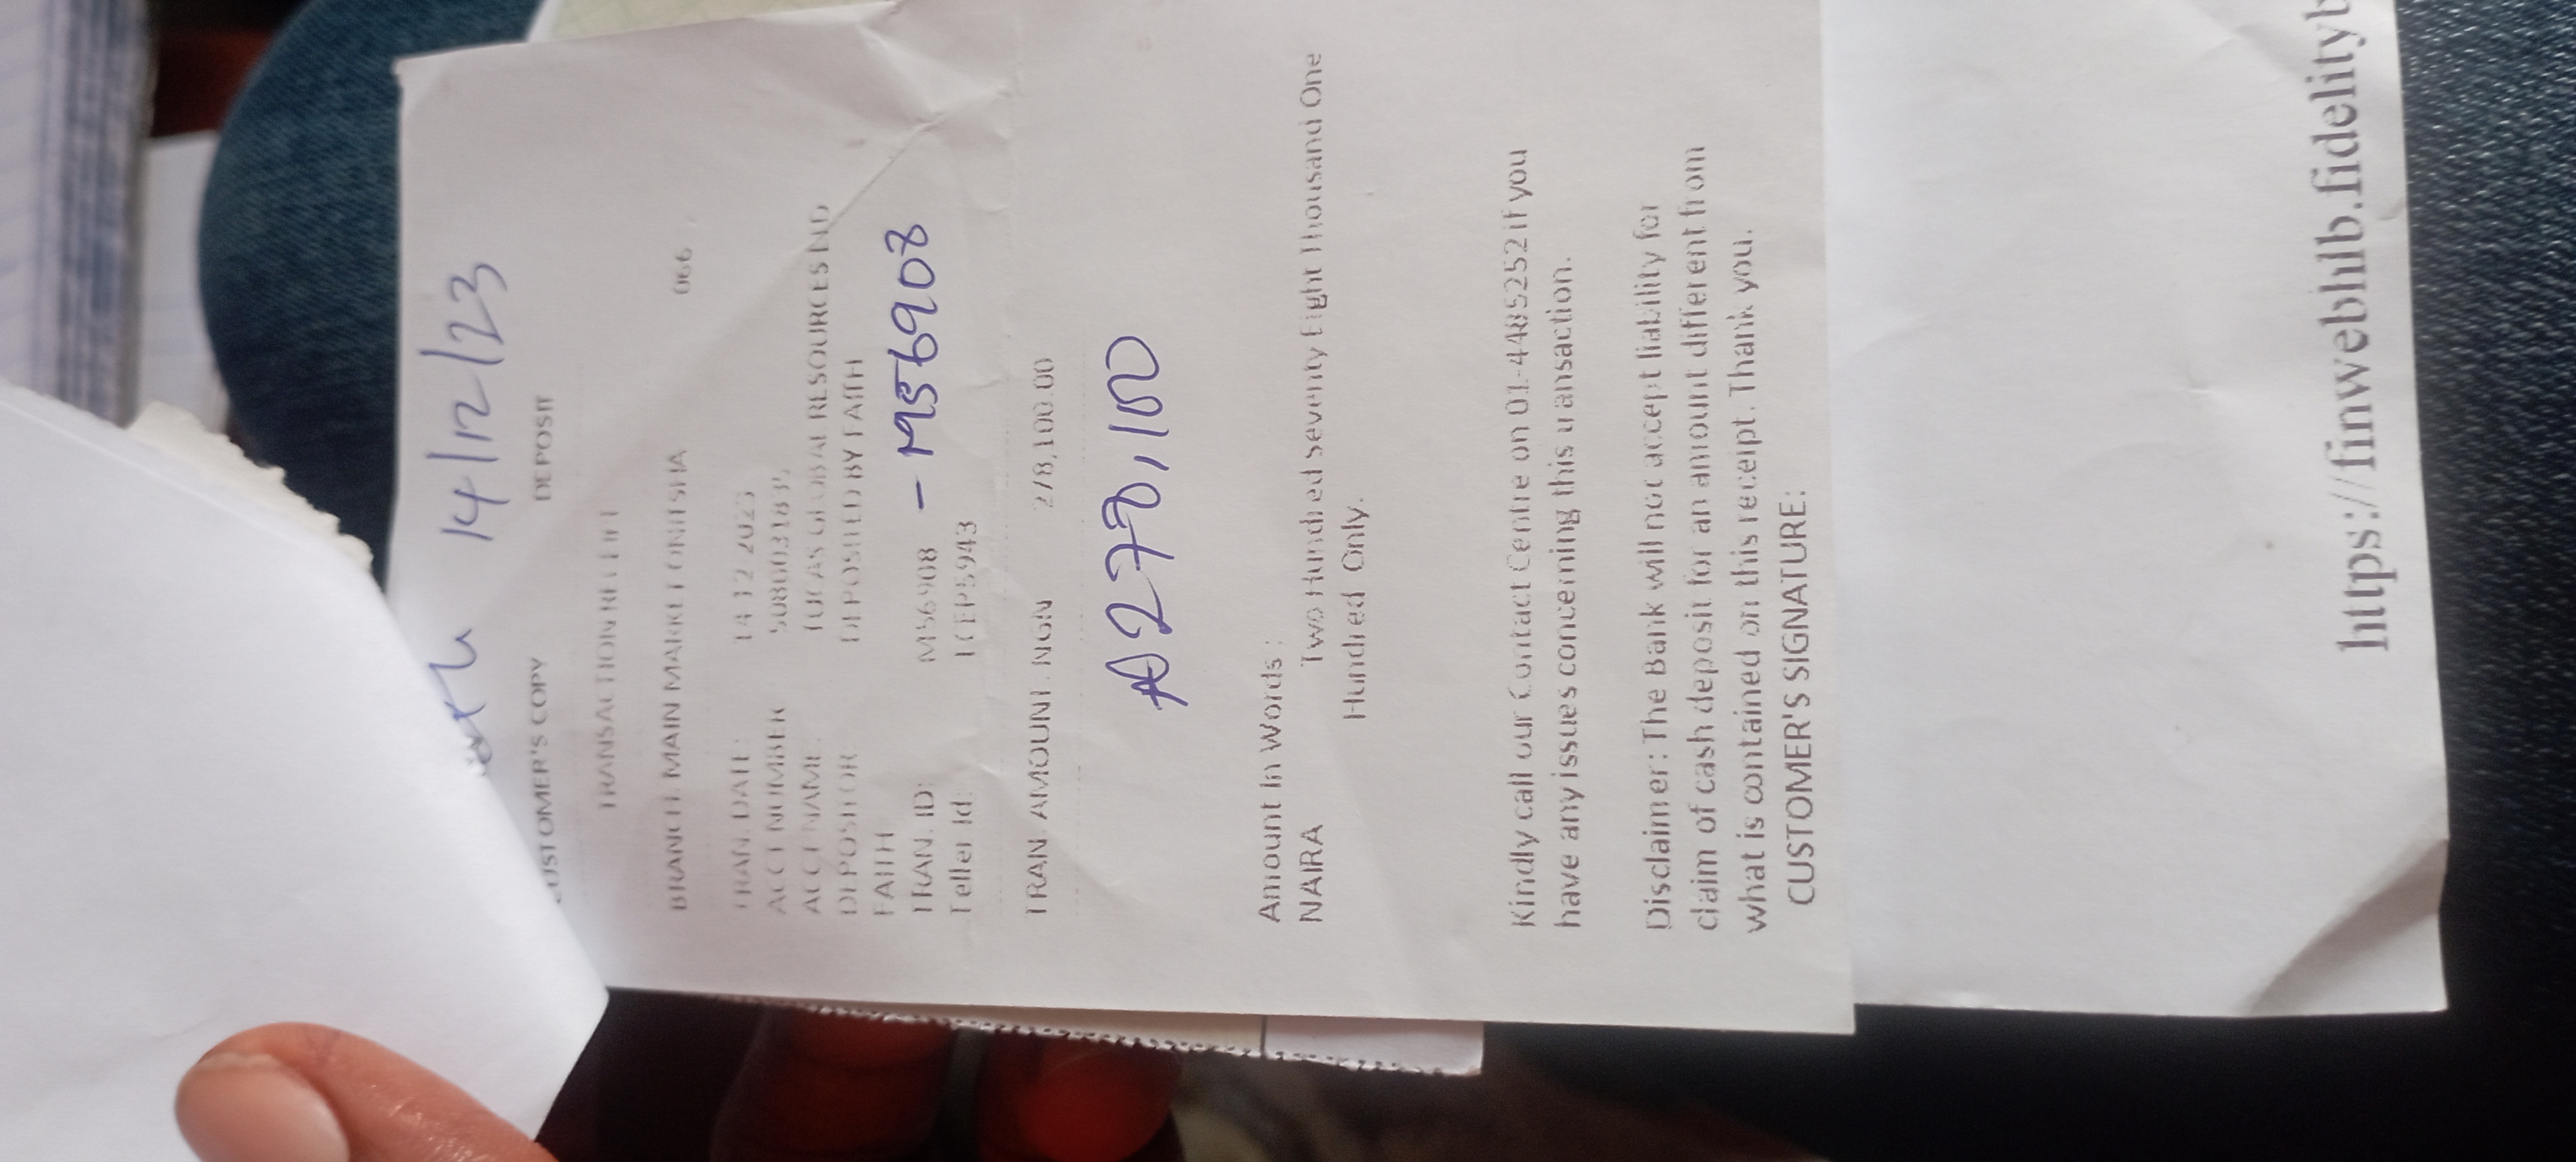 14/12/23
CUSTOMER'S COPY DEPOSIT
TRANSACTION RECEIPT
BRANCH: MAIN MARKET ONITSHA 066
TRAN. DATE: 14 12 2023
ACCT NUMBER
ACCT NAME: GLOBAL RESOURCES ND
DEPOSITOR DEPOSITED BY FAITH
FAITH
TRAN. ID: M56908 - M56908
Teller Id: TCEP5943
TRAN. AMOUNT. NGN 278,100.00
₦278,100
Amount In Words :
NAIRA Two Hundred Seventy Eight Thousand One
Hundred Only.
Kindly call our Contact Centre on 01-4485252 if you
have any issues concerning this transaction.
Disclaimer: The Bank will not accept liability for
claim of cash deposit for an amount different from
what is contained on this receipt. Thank you.
CUSTOMER'S SIGNATURE:
https://finwebhlb.fidelityb